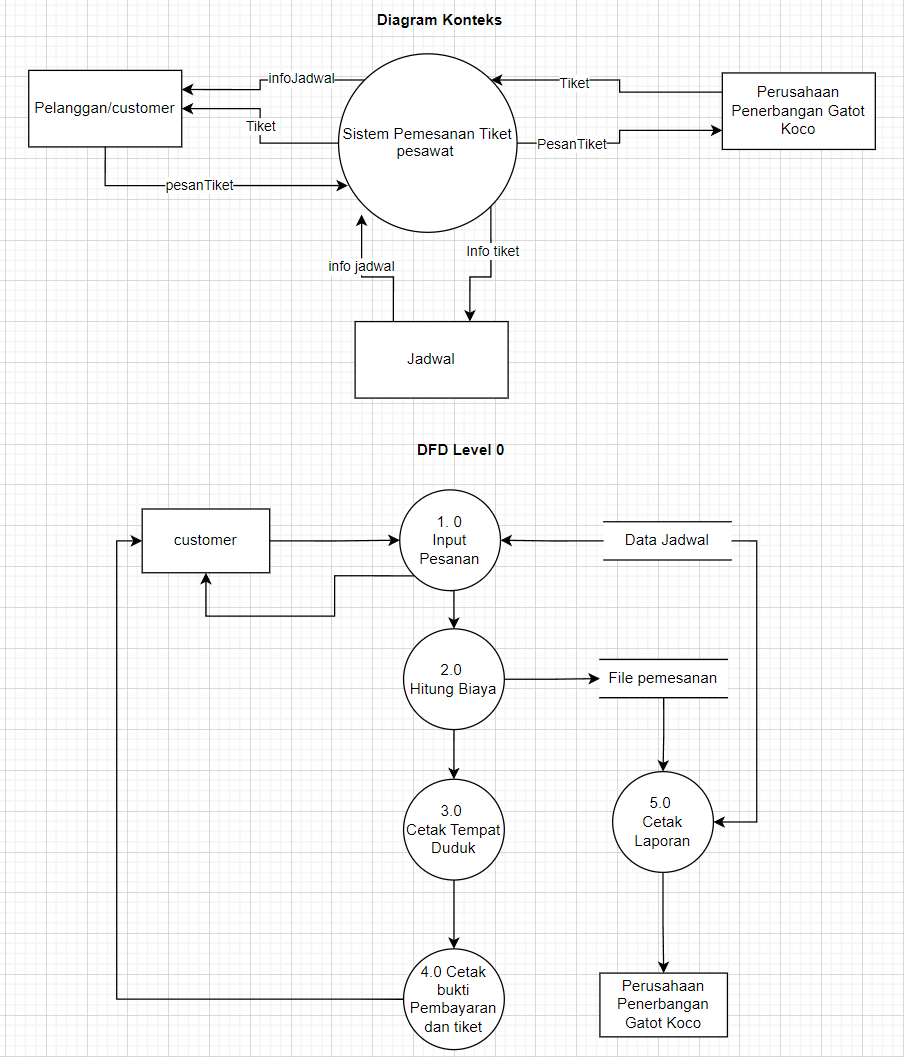 Diagram Konteks
infoJadwal
Pelanggan/customer
Tiket
Sistem Pemesanan Tiket
pesawat
pesanTiket
Tiket
PesanTiket
Perusahaan
Penerbangan Gatot
Koco
info jadwal
Info tiket
Jadwal
DFD Level 0
customer
1. 0
Input
Pesanan
Data Jadwal
2.0
Hitung Biaya
File pemesanan
3.0
Cetak Tempat
Duduk
5.0
Cetak
Laporan
4.0 Cetak
bukti
Pembayaran
dan tiket
Perusahaan
Penerbangan
Gatot Koco